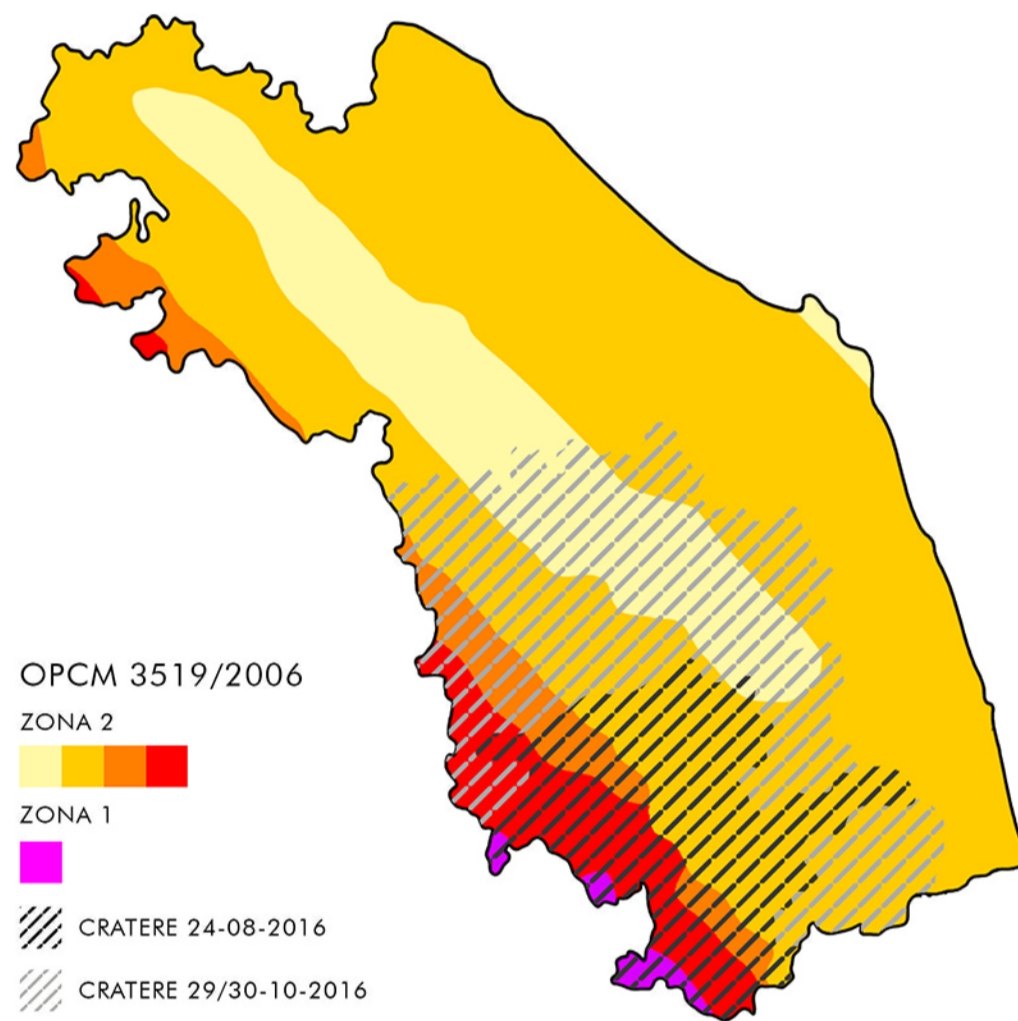 OPCM 3519/2006
ZONA 2
ZONA 1
CRATERE 24-08-2016
CRATERE 29/30-10-2016